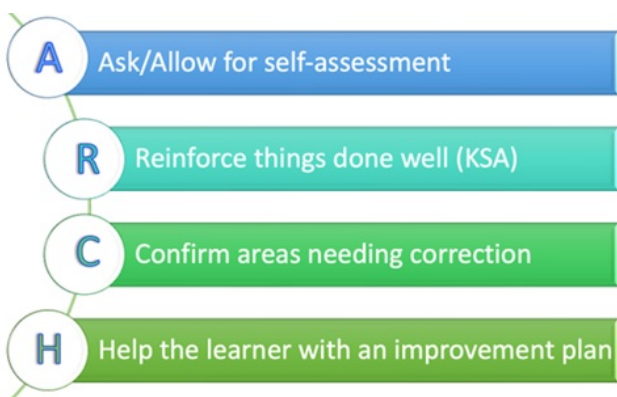 A Ask/Allow for self-assessment
R Reinforce things done well (KSA)
C Confirm areas needing correction
H Help the learner with an improvement plan